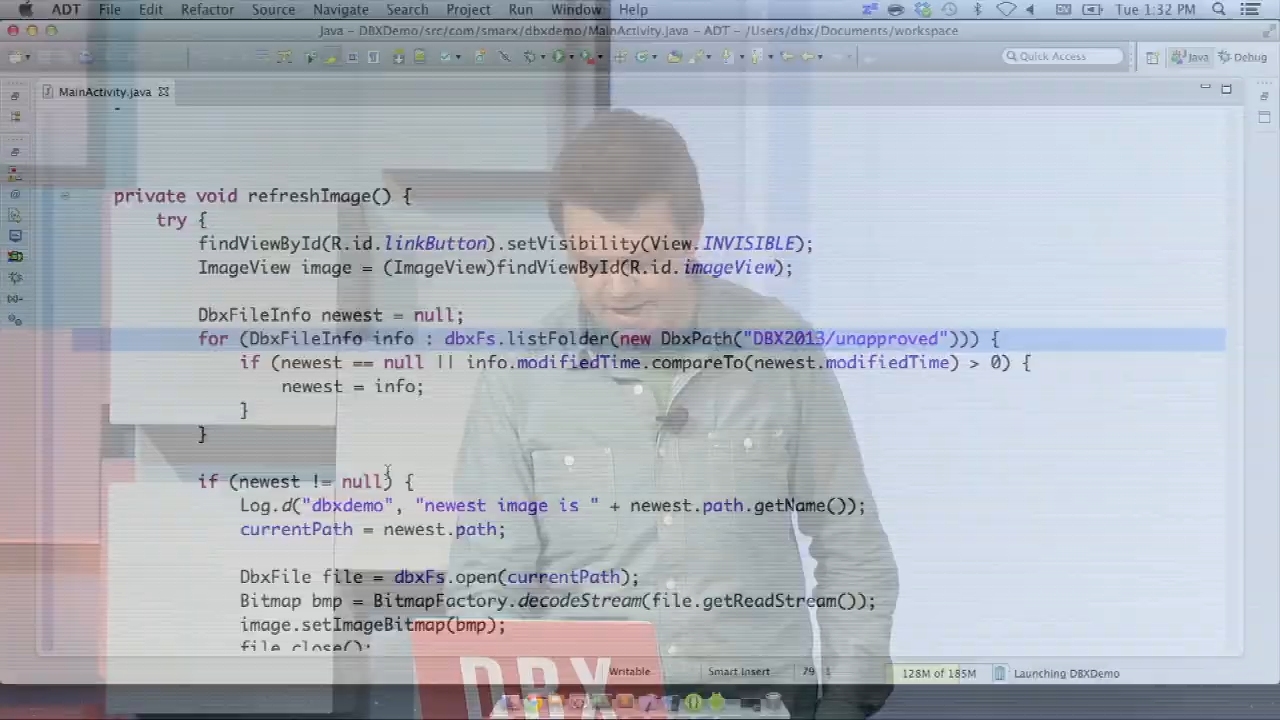 ADT File Edit Refactor Source Navigate Search Project Run Window Help Tue 1:32 PM
Java – DBXDemo/src/com/smarx/dbxdemo/MainActivity.java – ADT – /Users/dbx/Documents/workspace
Quick Access Java Debug
MainActivity.java
private void refreshImage() {
try {
findViewById(R.id.linkButton).setVisibility(View.INVISIBLE);
ImageView image = (ImageView)findViewById(R.id.imageView);
DbxFileInfo newest = null;
for (DbxFileInfo info : dbxFs.listFolder(new DbxPath("DBX2013/unapproved"))) {
if (newest == null || info.modifiedTime.compareTo(newest.modifiedTime) > 0) {
newest = info;
}
}
if (newest != null) {
Log.d("dbxdemo", "newest image is " + newest.path.getName());
currentPath = newest.path;
DbxFile file = dbxFs.open(currentPath);
Bitmap bmp = BitmapFactory.decodeStream(file.getReadStream());
image.setImageBitmap(bmp);
file.close();
DBX
Writable Smart Insert 79 128M of 185M Launching DBXDemo